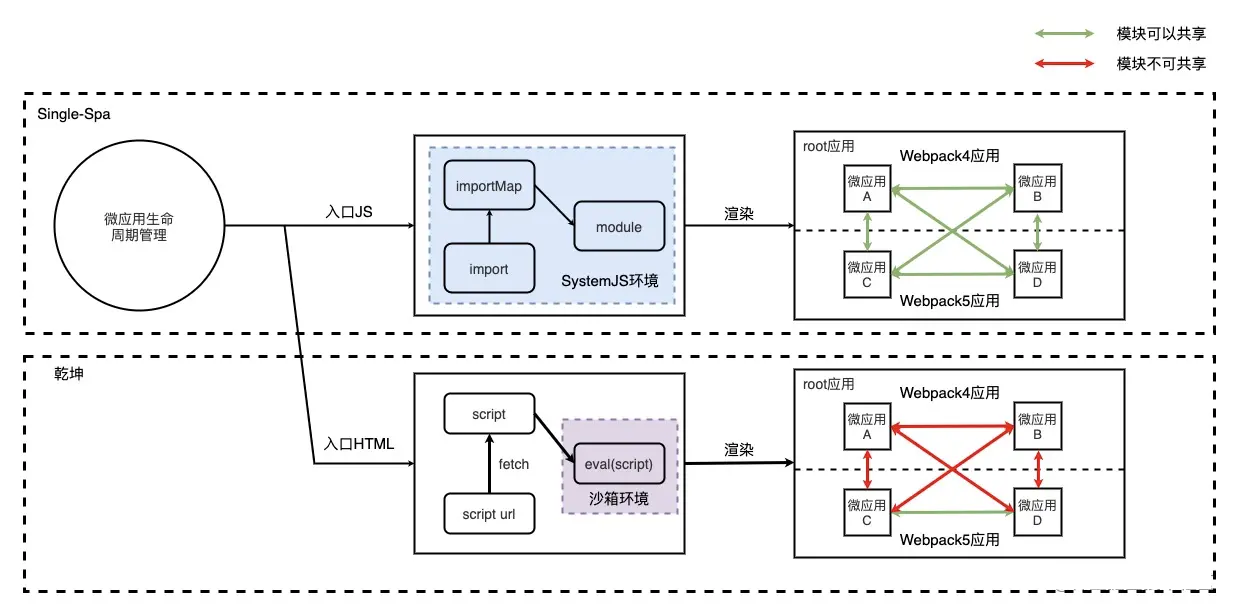 模块可以共享
模块不可共享
Single-Spa
微应用生命
周期管理
入口JS
importMap
import
module
SystemJS环境
渲染
root应用
Webpack4应用
微应用
A
微应用
B
微应用
C
微应用
D
Webpack5应用
乾坤
入口HTML
script
fetch
script url
eval(script)
沙箱环境
渲染
root应用
Webpack4应用
微应用
A
微应用
B
微应用
C
微应用
D
Webpack5应用